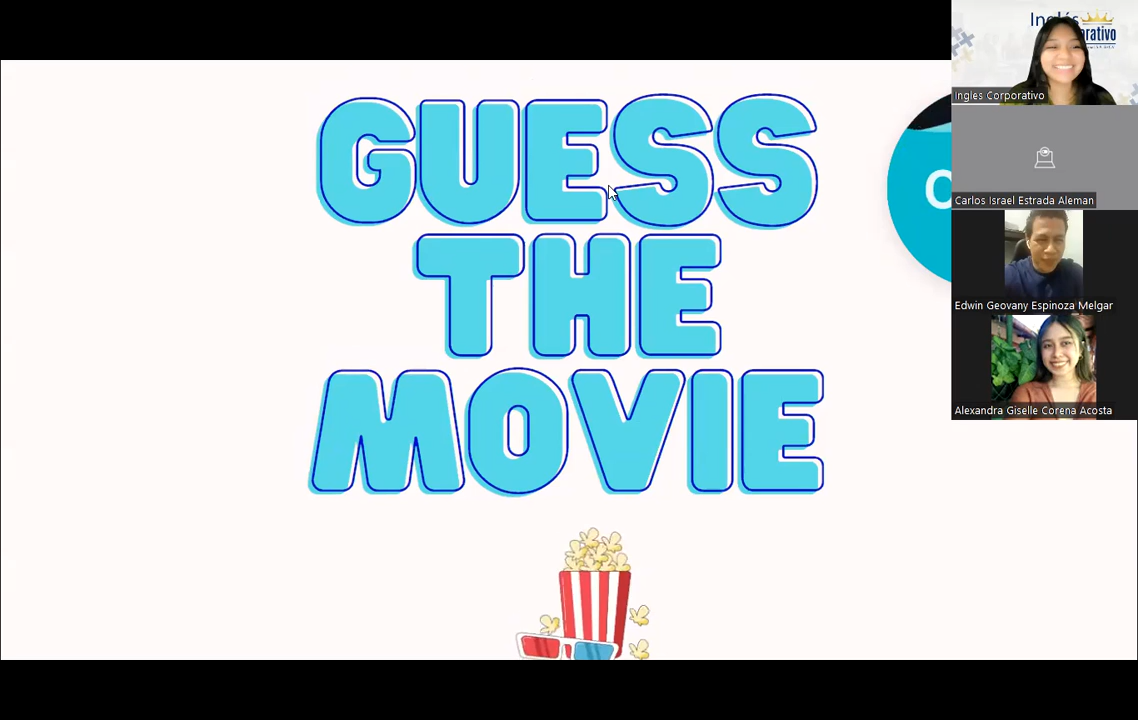 GUESS
THE
MOVIE
Inglés
Ingles Corporativo
Carlos Israel Estrada Aleman
Edwin Geovany Espinoza Melgar
Alexandra Giselle Corena Acosta